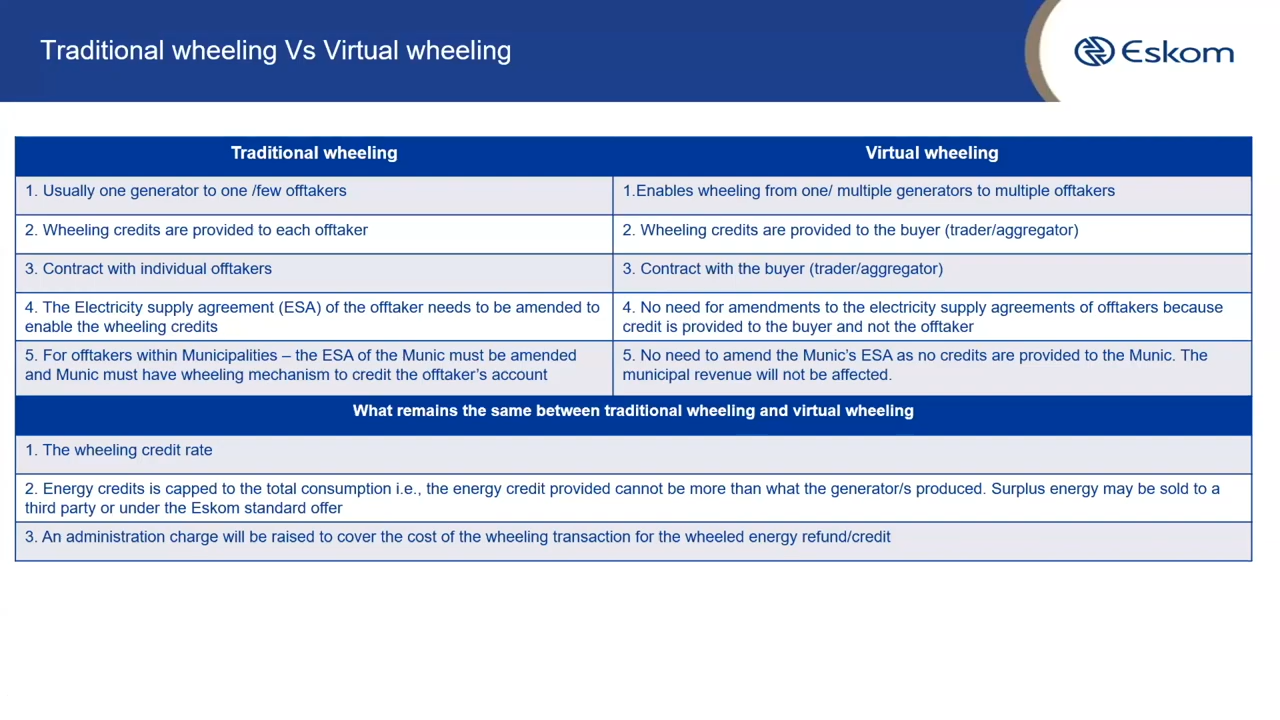 Traditional wheeling Vs Virtual wheeling
Eskom
Traditional wheeling
Virtual wheeling
1. Usually one generator to one /few offtakers
1.Enables wheeling from one/ multiple generators to multiple offtakers
2. Wheeling credits are provided to each offtaker
2. Wheeling credits are provided to the buyer (trader/aggregator)
3. Contract with individual offtakers
3. Contract with the buyer (trader/aggregator)
4. The Electricity supply agreement (ESA) of the offtaker needs to be amended to
enable the wheeling credits
4. No need for amendments to the electricity supply agreements of offtakers because
credit is provided to the buyer and not the offtaker
5. For offtakers within Municipalities – the ESA of the Munic must be amended
and Munic must have wheeling mechanism to credit the offtaker’s account
5. No need to amend the Munic’s ESA as no credits are provided to the Munic. The
municipal revenue will not be affected.
What remains the same between traditional wheeling and virtual wheeling
1. The wheeling credit rate
2. Energy credits is capped to the total consumption i.e., the energy credit provided cannot be more than what the generator/s produced. Surplus energy may be sold to a
third party or under the Eskom standard offer
3. An administration charge will be raised to cover the cost of the wheeling transaction for the wheeled energy refund/credit